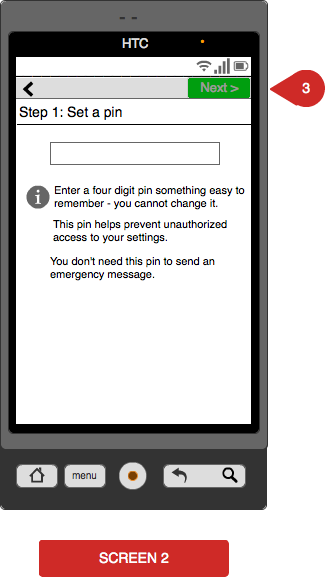 HTC
Next >
3
Step 1: Set a pin
Enter a four digit pin something easy to
remember - you cannot change it.
This pin helps prevent unauthorized
access to your settings.
You don't need this pin to send an
emergency message.
menu
SCREEN 2